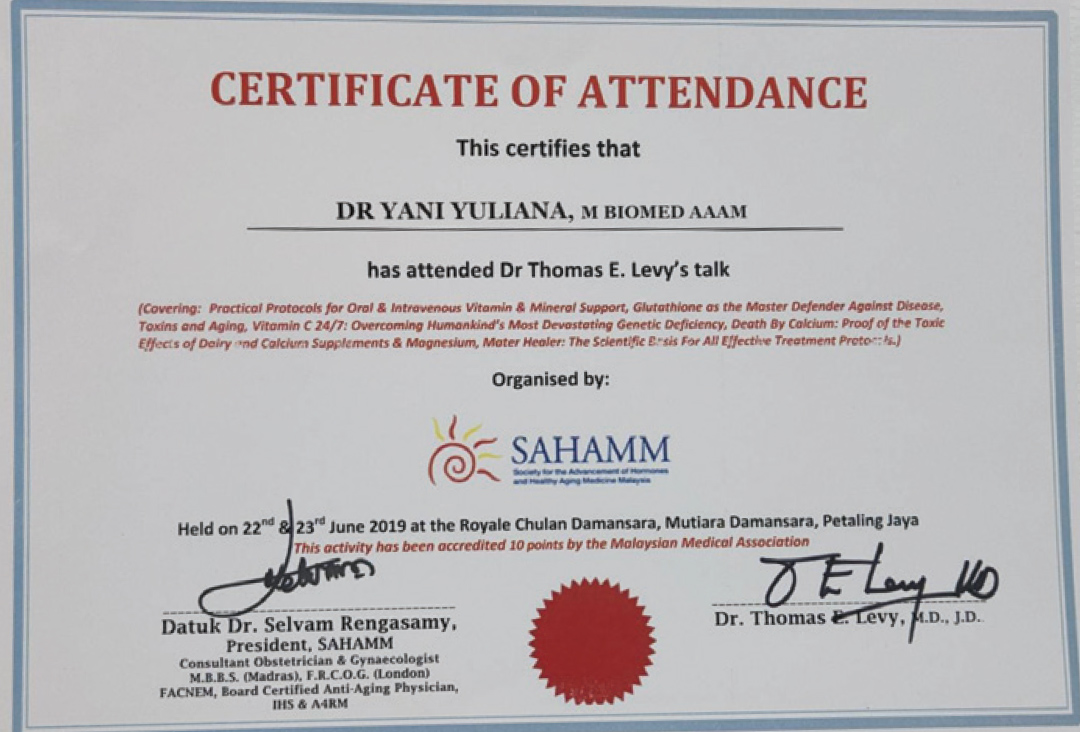 CERTIFICATE OF ATTENDANCE
This certifies that
DR YANI YULIANA, M BIOMED AAAM
has attended Dr Thomas E. Levy's talk
(Covering: Practical Protocols for Oral & Intravenous Vitamin & Mineral Support, Glutathione as the Master Defender Against Disease,
Toxins and Aging, Vitamin C 24/7: Overcoming Humankind's Most Devastating Genetic Deficiency, Death By Calcium: Proof of the Toxic
Effects of Dairy and Calcium Supplements & Magnesium, Mater Healer: The Scientific Basis For All Effective Treatment Protocols.)
Organised by:
SAHAMM
Society for the Advancement of Hormones
and Healthy Aging Medicine Malaysia
Held on 22nd & 23rd June 2019 at the Royale Chulan Damansara, Mutiara Damansara, Petaling Jaya
This activity has been accredited 10 points by the Malaysian Medical Association
J E Levy MD
Datuk Dr. Selvam Rengasamy,
President, SAHAMM
Consultant Obstetrician & Gynaecologist
M.B.B.S. (Madras), F.R.C.O.G. (London)
FACNEM, Board Certified Anti-Aging Physician,
IHS & A4RM
Dr. Thomas E. Levy, M.D., J.D.